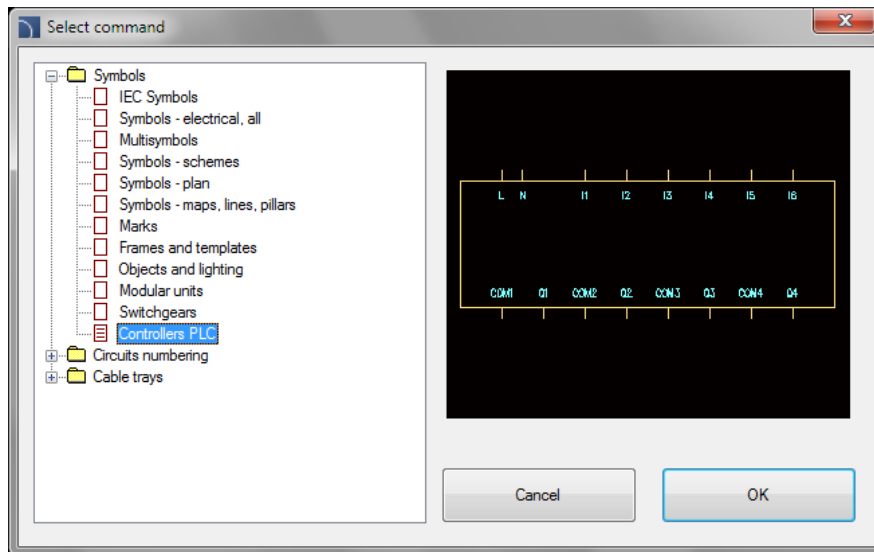 Select command
Symbols
IEC Symbols
Symbols - electrical, all
Multisymbols
Symbols - schemes
Symbols - plan
Symbols - maps, lines, pillars
Marks
Frames and templates
Objects and lighting
Modular units
Switchgears
Controllers PLC
Circuits numbering
Cable trays
L N I1 I2 I3 I4 I5 I6
COM1 Q1 COM2 Q2 CON3 Q3 CON4 Q4
Cancel OK